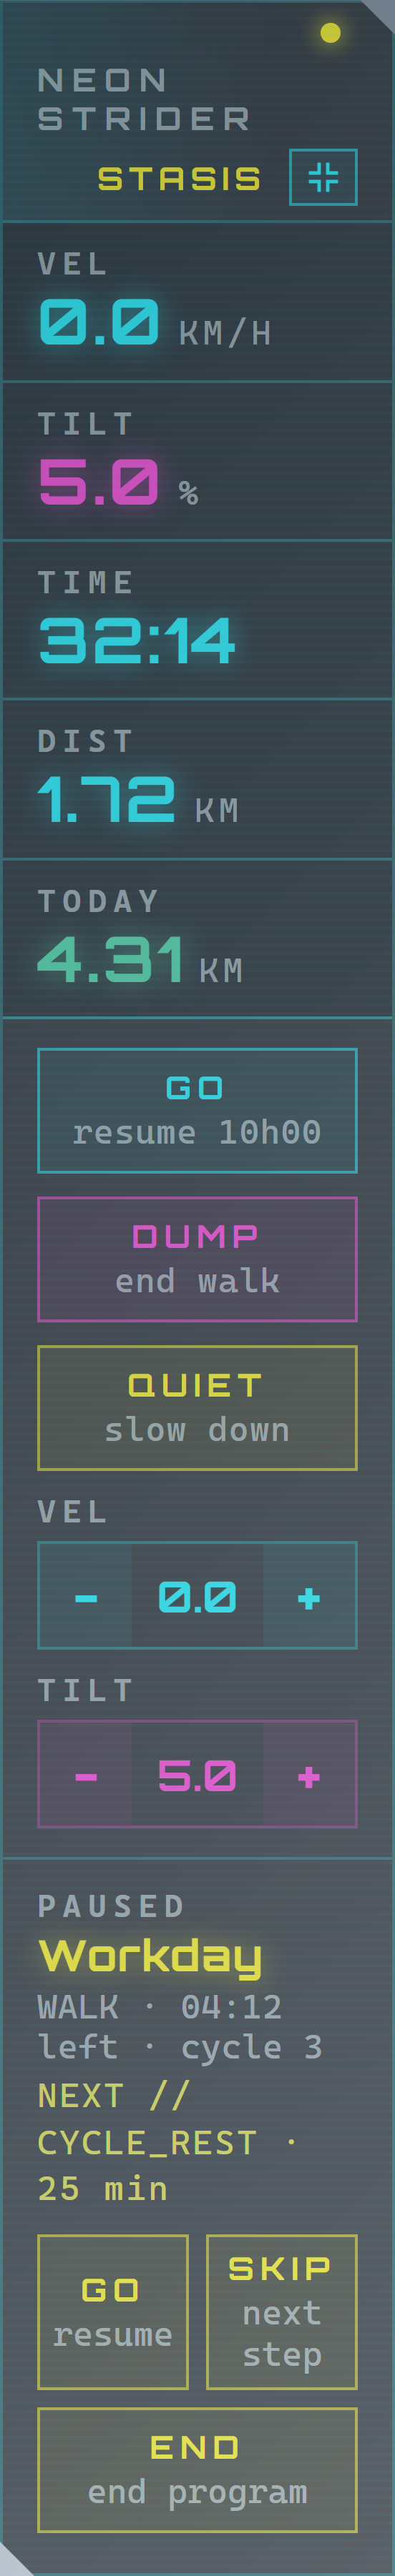 NEON
STRIDER
STASIS
VEL
0.0 KM/H
TILT
5.0 %
TIME
32:14
DIST
1.72 KM
TODAY
4.31 KM
GO
resume 10h00
DUMP
end walk
QUIET
slow down
VEL
- 0.0 +
TILT
- 5.0 +
PAUSED
Workday
WALK · 04:12
left · cycle 3
NEXT //
CYCLE_REST ·
25 min
GO
resume
SKIP
next
step
END
end program